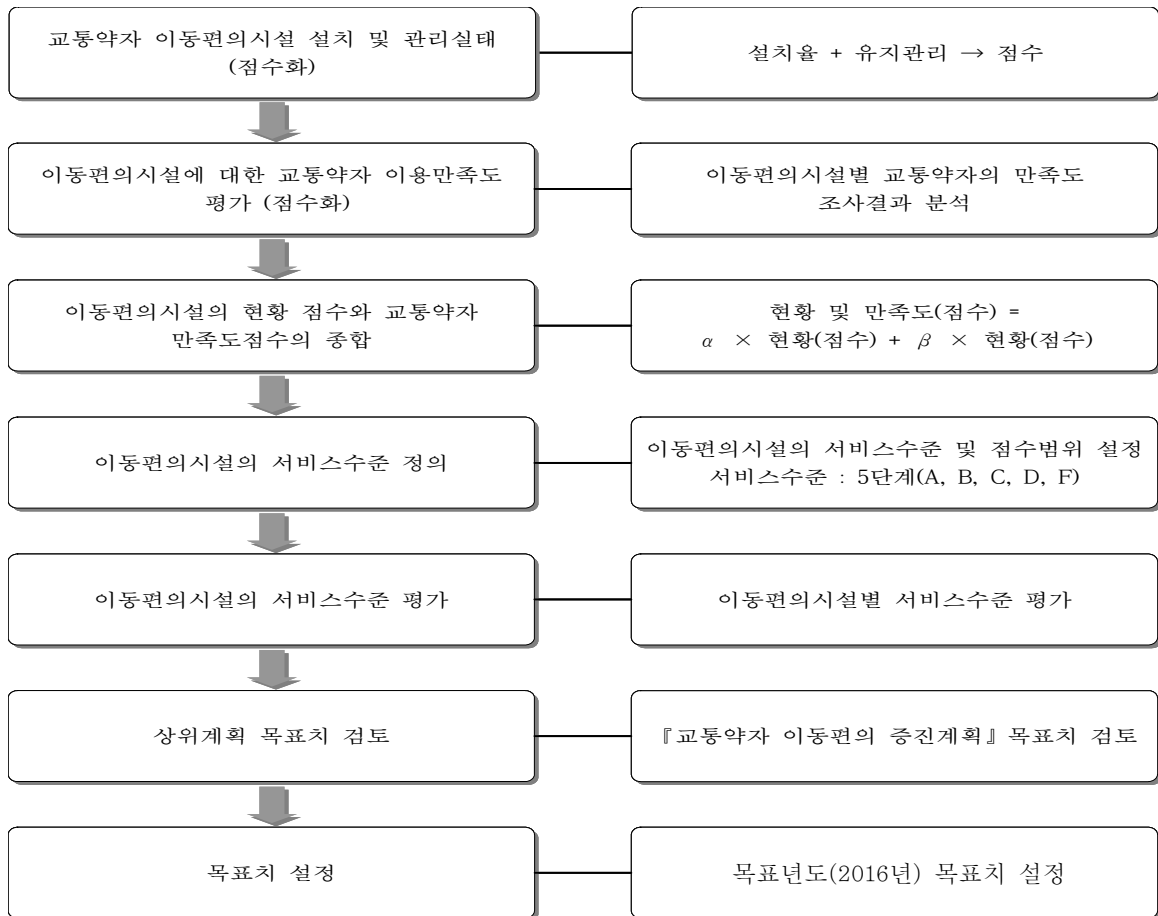 교통약자 이동편의시설 설치 및 관리실태
(점수화)
설치율 + 유지관리 → 점수
이동편의시설에 대한 교통약자 이용만족도
평가 (점수화)
이동편의시설별 교통약자의 만족도
조사결과 분석
이동편의시설의 현황 점수와 교통약자
만족도점수의 종합
현황 및 만족도(점수) =
α × 현황(점수) + β × 현황(점수)
이동편의시설의 서비스수준 정의
이동편의시설의 서비스수준 및 점수범위 설정
서비스수준 : 5단계(A, B, C, D, F)
이동편의시설의 서비스수준 평가
이동편의시설별 서비스수준 평가
상위계획 목표치 검토
『교통약자 이동편의 증진계획』목표치 검토
목표치 설정
목표년도(2016년) 목표치 설정